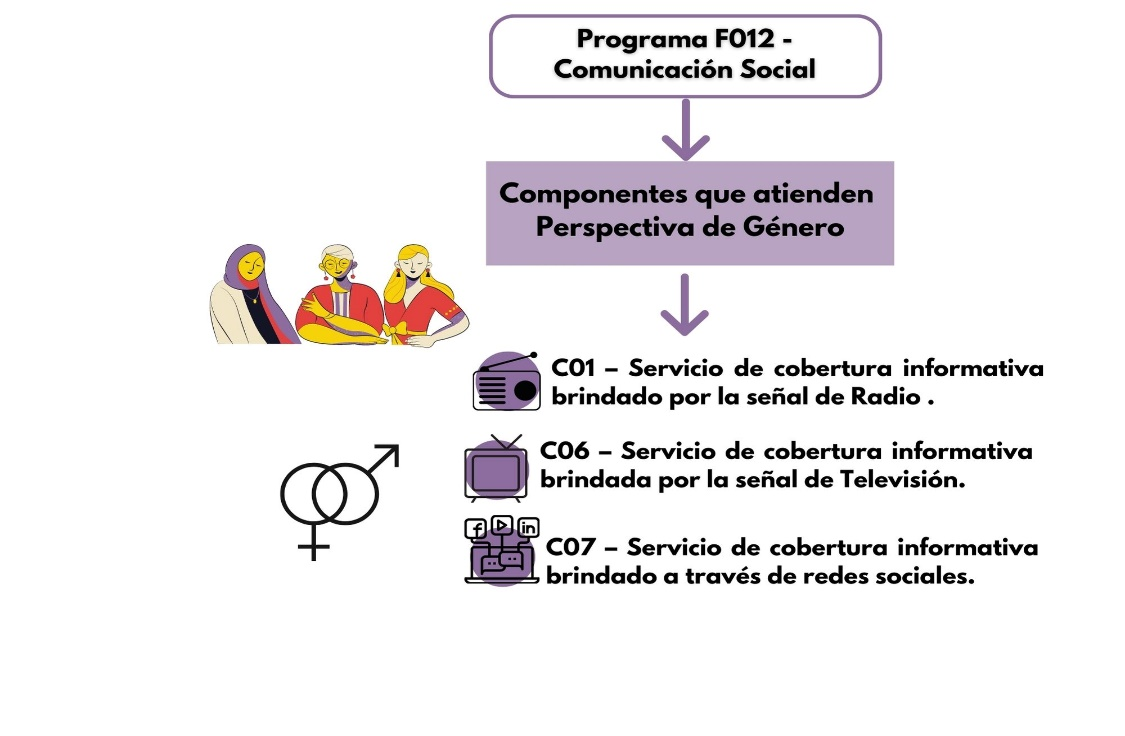 Programa F012 -
Comunicación Social
Componentes que atienden
Perspectiva de Género
C01 – Servicio de cobertura informativa
brindado por la señal de Radio .
C06 – Servicio de cobertura informativa
brindada por la señal de Televisión.
f in
C07 – Servicio de cobertura informativa
brindado a través de redes sociales.